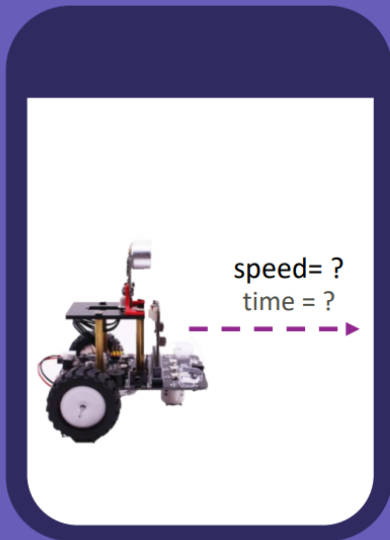 speed= ?
time = ?